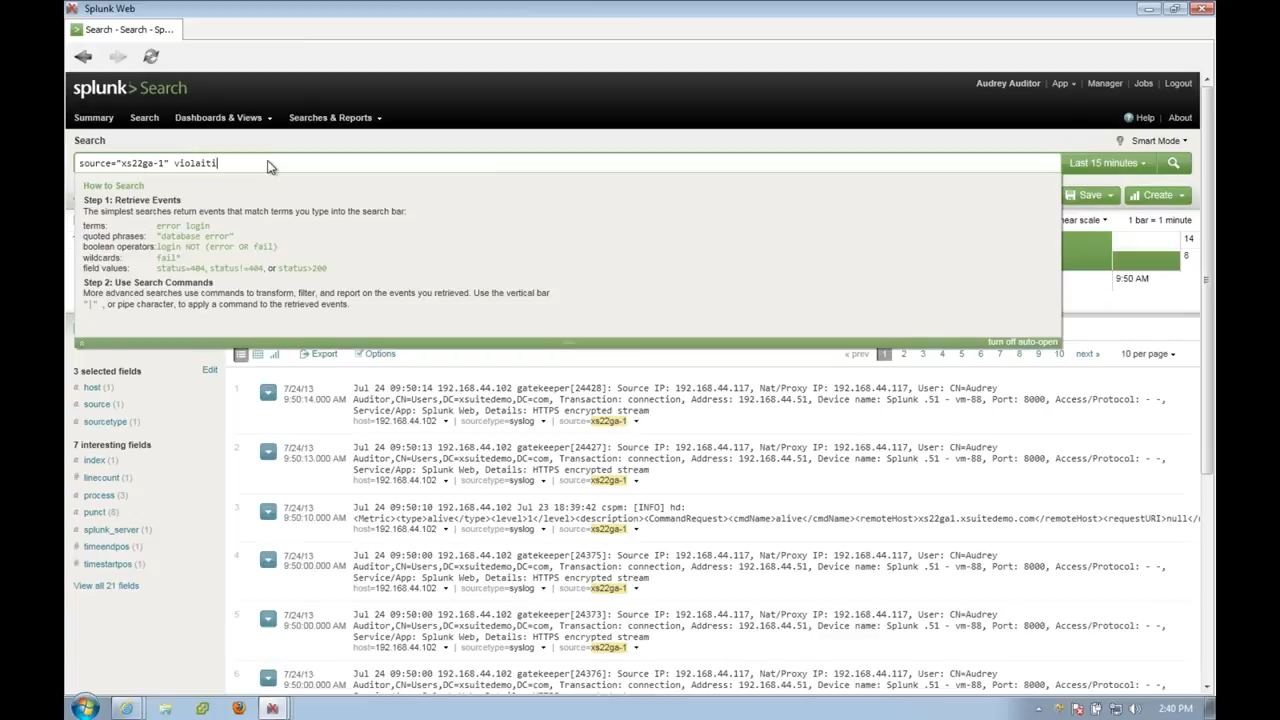 Splunk Web
Search - Search - Sp...
splunk> Search
Audrey Auditor | App | Manager | Jobs | Logout
Summary Search Dashboards & Views Searches & Reports
Help | About
Search
Smart Mode
source="xs22ga-1" violaiti
Last 15 minutes
How to Search
Step 1: Retrieve Events
The simplest searches return events that match terms you type into the search bar:
terms: error login
quoted phrases: "database error"
boolean operators: login NOT (error OR fail)
wildcards: fail*
field values: status=404, status!=404, or status>200
Step 2: Use Search Commands
More advanced searches use commands to transform, filter, and report on the events you retrieved. Use the vertical bar
"|" , or pipe character, to apply a command to the retrieved events.
turn off auto-open
Save Create
near scale 1 bar = 1 minute
14
6
9:50 AM
Export Options
« prev 1 2 3 4 5 6 7 8 9 10 next » 10 per page
3 selected fields Edit
host (1)
source (1)
sourcetype (1)
7 interesting fields
index (1)
linecount (1)
process (3)
punct (8)
splunk_server (1)
timeendpos (1)
timestartpos (1)
View all 21 fields
1 7/24/13 9:50:14.000 AM
Jul 24 09:50:14 192.168.44.102 gatekeeper[24428]: Source IP: 192.168.44.117, Nat/Proxy IP: 192.168.44.117, User: CN=Audrey
Auditor,CN=Users,DC=xsuitedemo,DC=com, Transaction: connection, Address: 192.168.44.51, Device name: Splunk .51 - vm-88, Port: 8000, Access/Protocol: - -,
Service/App: Splunk Web, Details: HTTPS encrypted stream
host=192.168.44.102 | sourcetype=syslog | source=xs22ga-1
2 7/24/13 9:50:13.000 AM
Jul 24 09:50:13 192.168.44.102 gatekeeper[24427]: Source IP: 192.168.44.117, Nat/Proxy IP: 192.168.44.117, User: CN=Audrey
Auditor,CN=Users,DC=xsuitedemo,DC=com, Transaction: connection, Address: 192.168.44.51, Device name: Splunk .51 - vm-88, Port: 8000, Access/Protocol: - -,
Service/App: Splunk Web, Details: HTTPS encrypted stream
host=192.168.44.102 | sourcetype=syslog | source=xs22ga-1
3 7/24/13 9:50:10.000 AM
Jul 24 09:50:10 192.168.44.102 Jul 23 18:39:42 cspm: [INFO] hd:
<Metric><type>alive</type><level>1</level><description><CommandRequest><cmdName>alive</cmdName><remoteHost>xs22ga1.xsuitedemo.com</remoteHost><requestURI>null</
host=192.168.44.102 | sourcetype=syslog | source=xs22ga-1
4 7/24/13 9:50:00.000 AM
Jul 24 09:50:00 192.168.44.102 gatekeeper[24375]: Source IP: 192.168.44.117, Nat/Proxy IP: 192.168.44.117, User: CN=Audrey
Auditor,CN=Users,DC=xsuitedemo,DC=com, Transaction: connection, Address: 192.168.44.51, Device name: Splunk .51 - vm-88, Port: 8000, Access/Protocol: - -,
Service/App: Splunk Web, Details: HTTPS encrypted stream
host=192.168.44.102 | sourcetype=syslog | source=xs22ga-1
5 7/24/13 9:50:00.000 AM
Jul 24 09:50:00 192.168.44.102 gatekeeper[24373]: Source IP: 192.168.44.117, Nat/Proxy IP: 192.168.44.117, User: CN=Audrey
Auditor,CN=Users,DC=xsuitedemo,DC=com, Transaction: connection, Address: 192.168.44.51, Device name: Splunk .51 - vm-88, Port: 8000, Access/Protocol: - -,
Service/App: Splunk Web, Details: HTTPS encrypted stream
host=192.168.44.102 | sourcetype=syslog | source=xs22ga-1
6 7/24/13 9:50:00.000 AM
Jul 24 09:50:00 192.168.44.102 gatekeeper[24376]: Source IP: 192.168.44.117, Nat/Proxy IP: 192.168.44.117, User: CN=Audrey
Auditor,CN=Users,DC=xsuitedemo,DC=com, Transaction: connection, Address: 192.168.44.51, Device name: Splunk .51 - vm-88, Port: 8000, Access/Protocol: - -,
2:40 PM